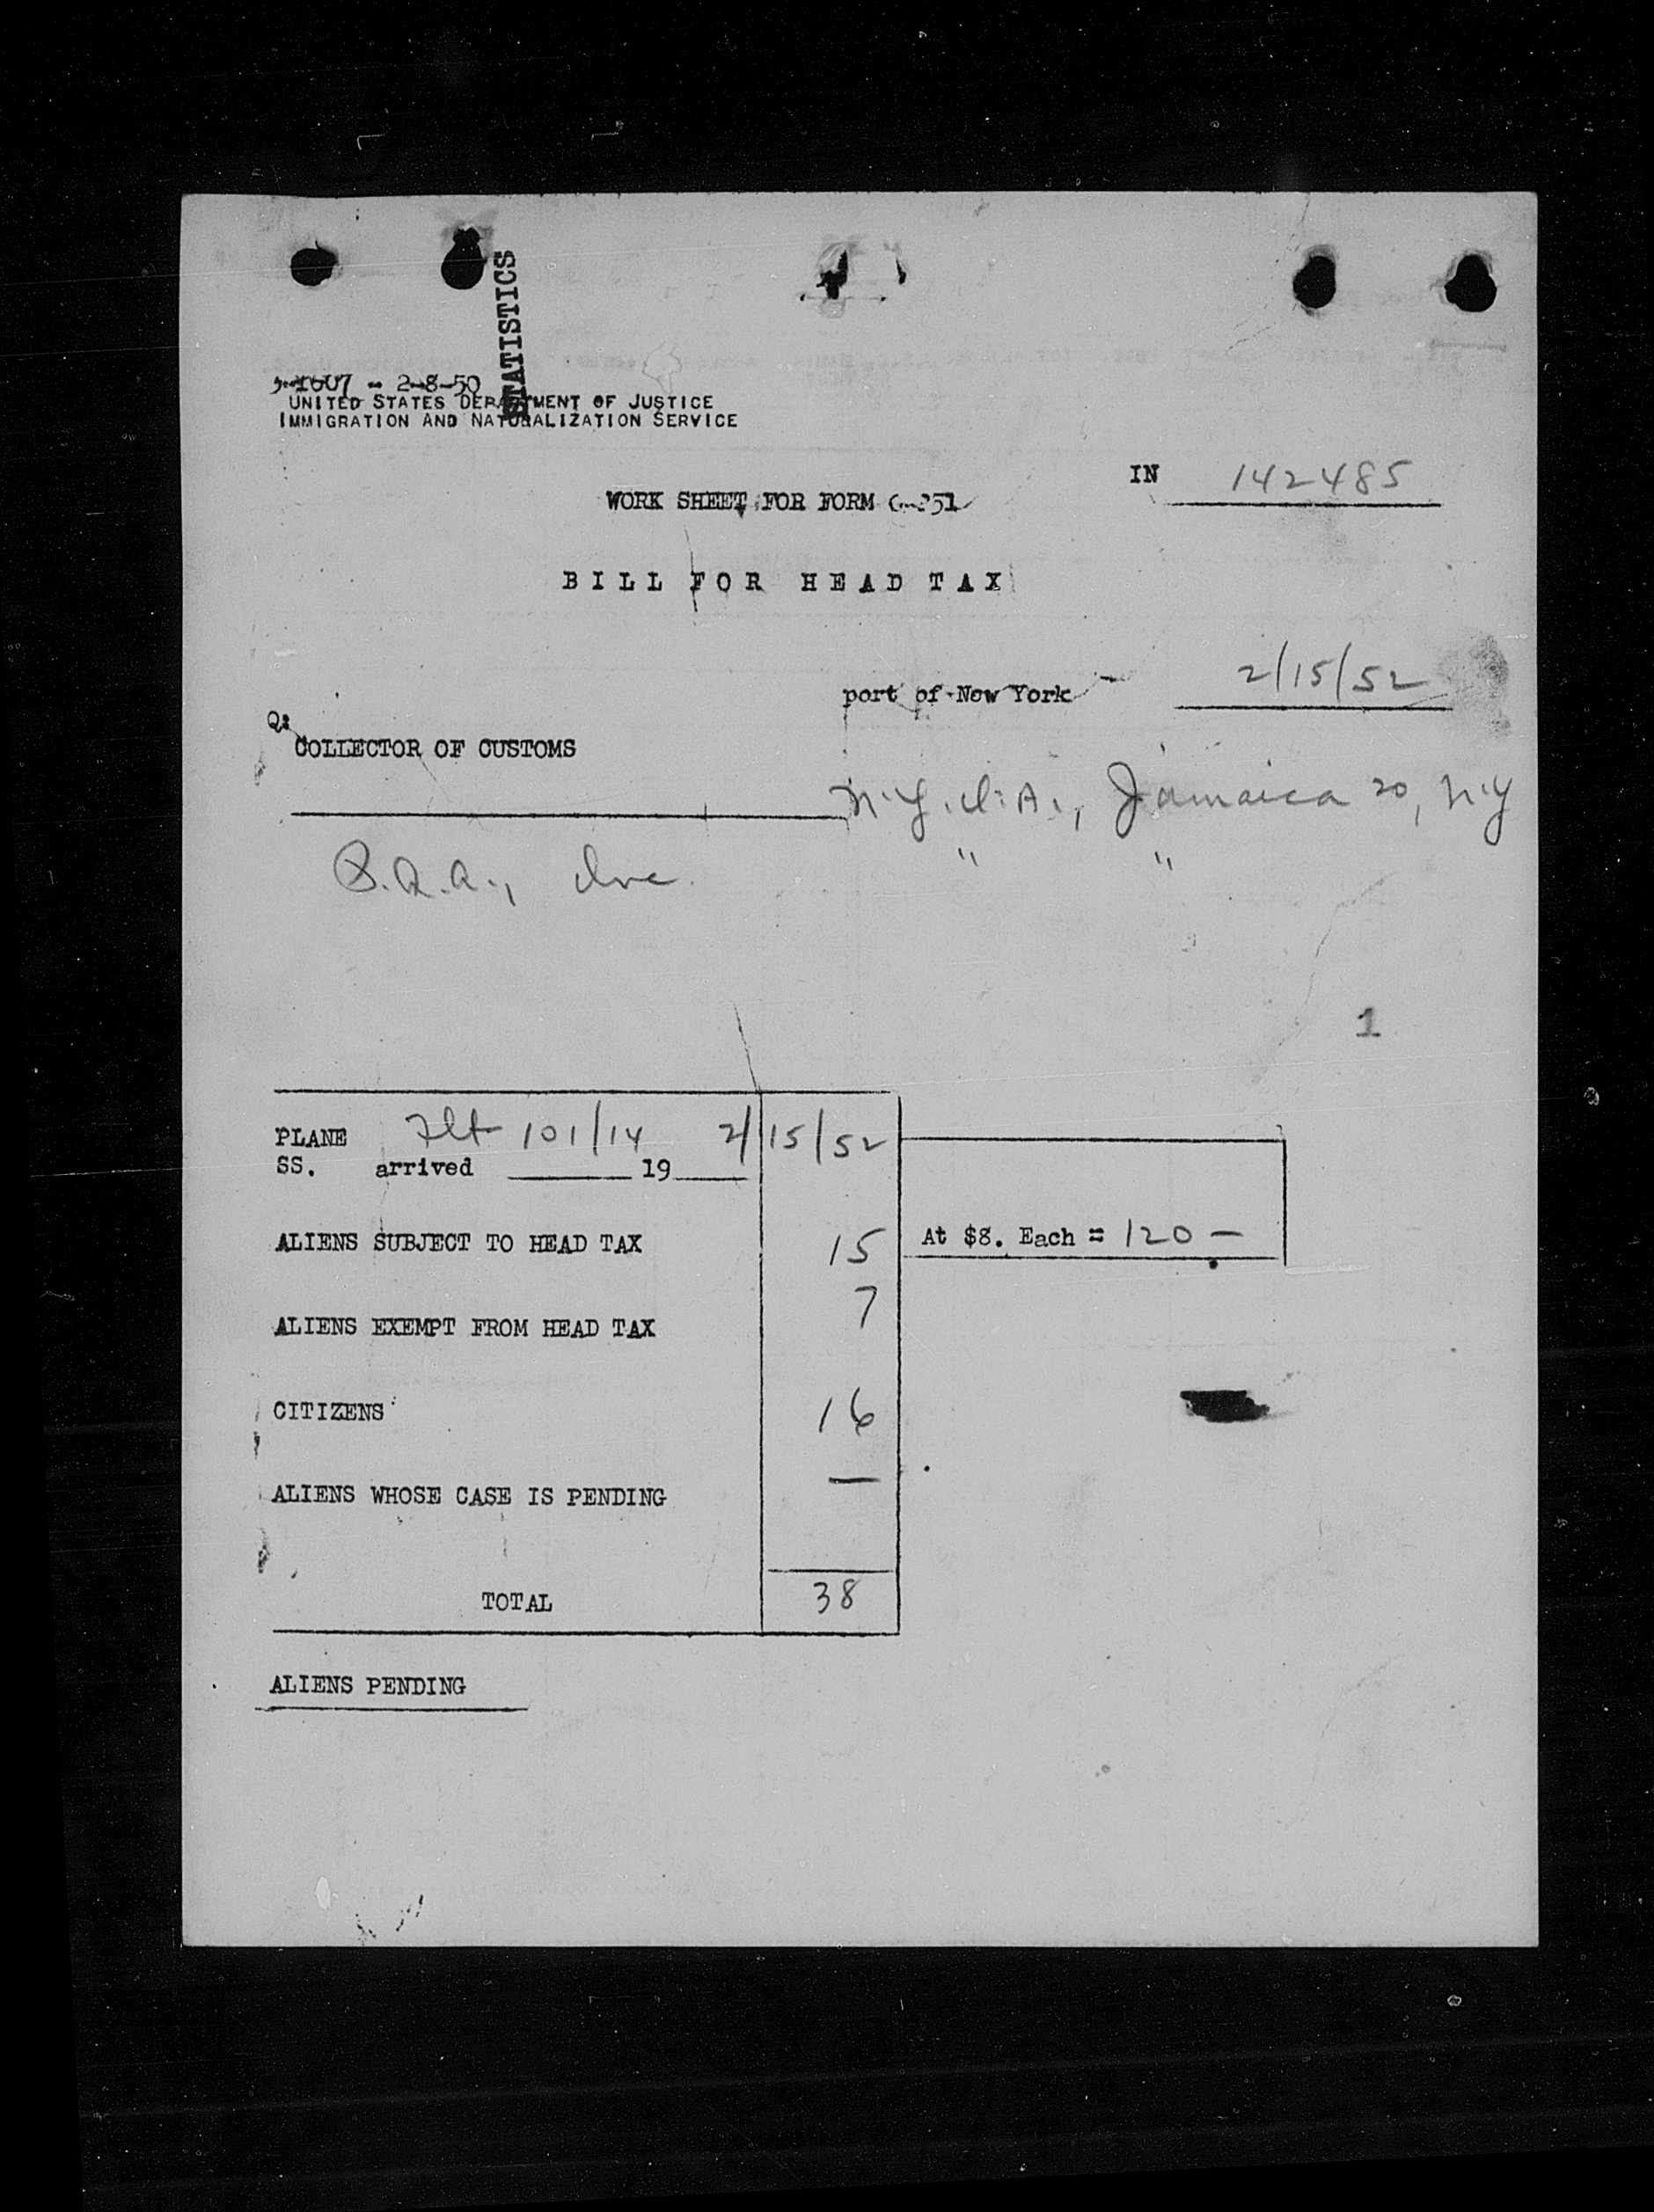 STATISTICS
-1607 - 2-8-50
UNITED STATES DEPARTMENT OF JUSTICE
IMMIGRATION AND NATURALIZATION SERVICE
IN 142485
WORK SHEET FOR FORM G-251
BILL FOR HEAD TAX
port of New York 2/15/52
COLLECTOR OF CUSTOMS
N.Y.I.A., Jamaica 20, N.Y
Inc. " "
1
PLANE Flt 101/14 2/15/52
SS. arrived 19
ALIENS SUBJECT TO HEAD TAX 15 At $8. Each = 120 —
ALIENS EXEMPT FROM HEAD TAX 7
CITIZENS 16
ALIENS WHOSE CASE IS PENDING —
TOTAL 38
ALIENS PENDING